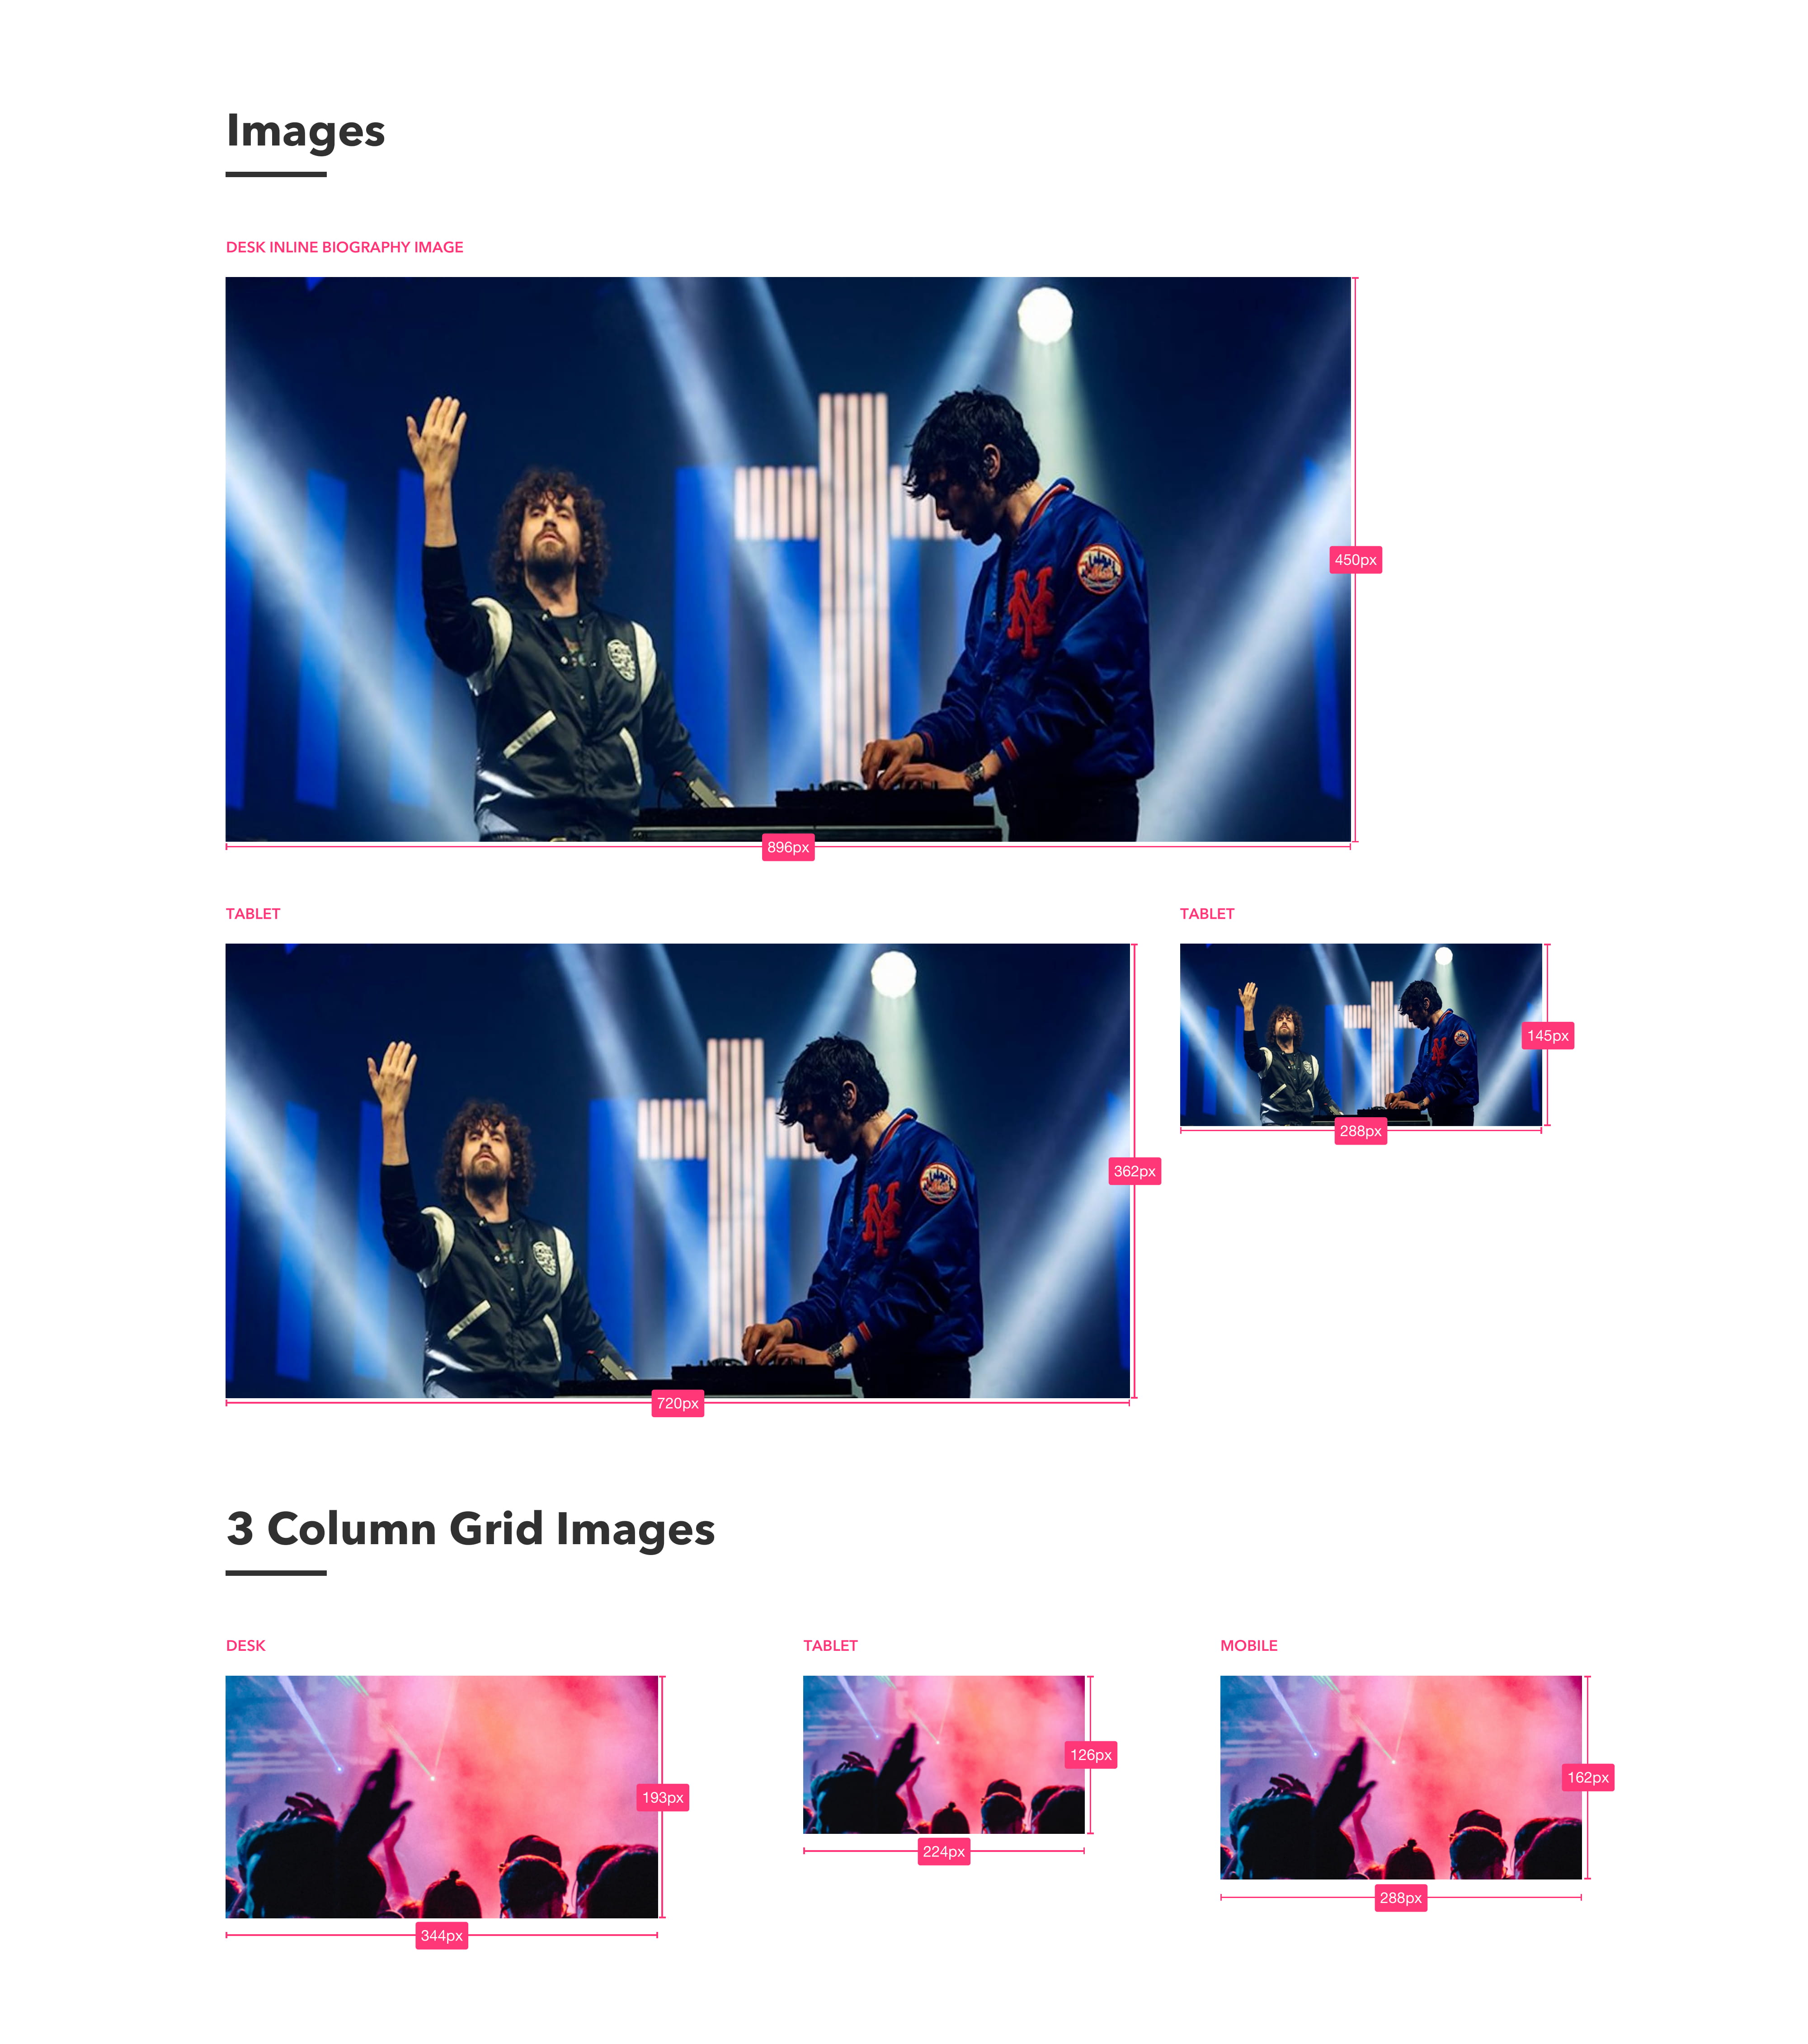 Images
DESK INLINE BIOGRAPHY IMAGE
450px
896px
TABLET
TABLET
145px
288px
362px
720px
3 Column Grid Images
DESK
TABLET
MOBILE
193px
126px
162px
344px
224px
288px